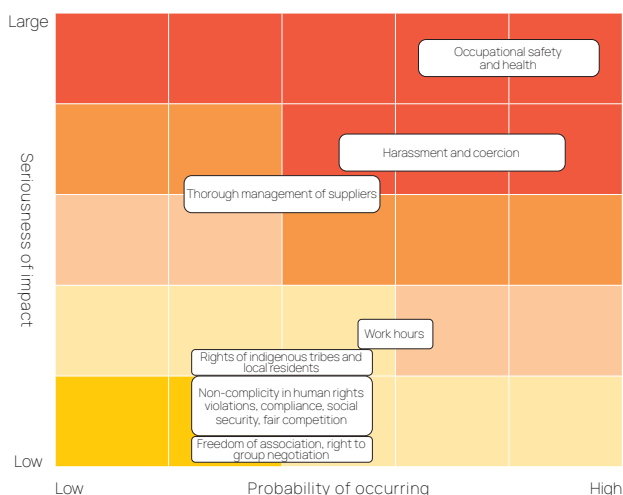 Large
Occupational safety
and health
Harassment and coercion
Thorough management of suppliers
Seriousness of impact
Work hours
Rights of indigenous tribes and
local residents
Non-complicity in human rights
violations, compliance, social
security, fair competition
Freedom of association, right to
group negotiation
Low
Low
Probability of occurring
High